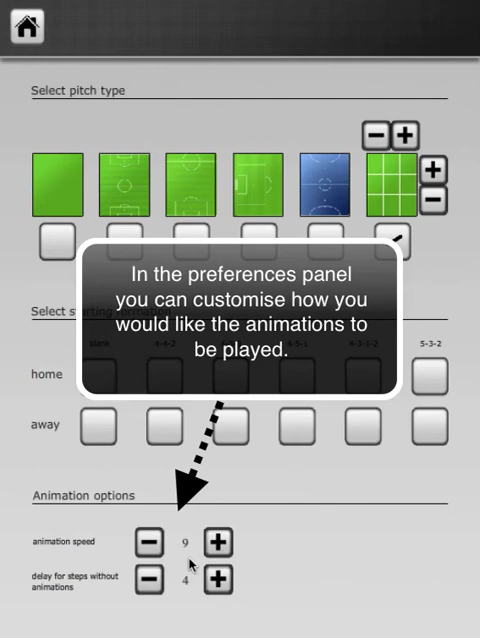 Select pitch type
In the preferences panel
you can customise how you
would like the animations to
be played.
Select starting formation
blank 4-4-2 4-5-1 4-3-1-2 5-3-2
home
away
Animation options
animation speed 9
delay for steps without
animations 4